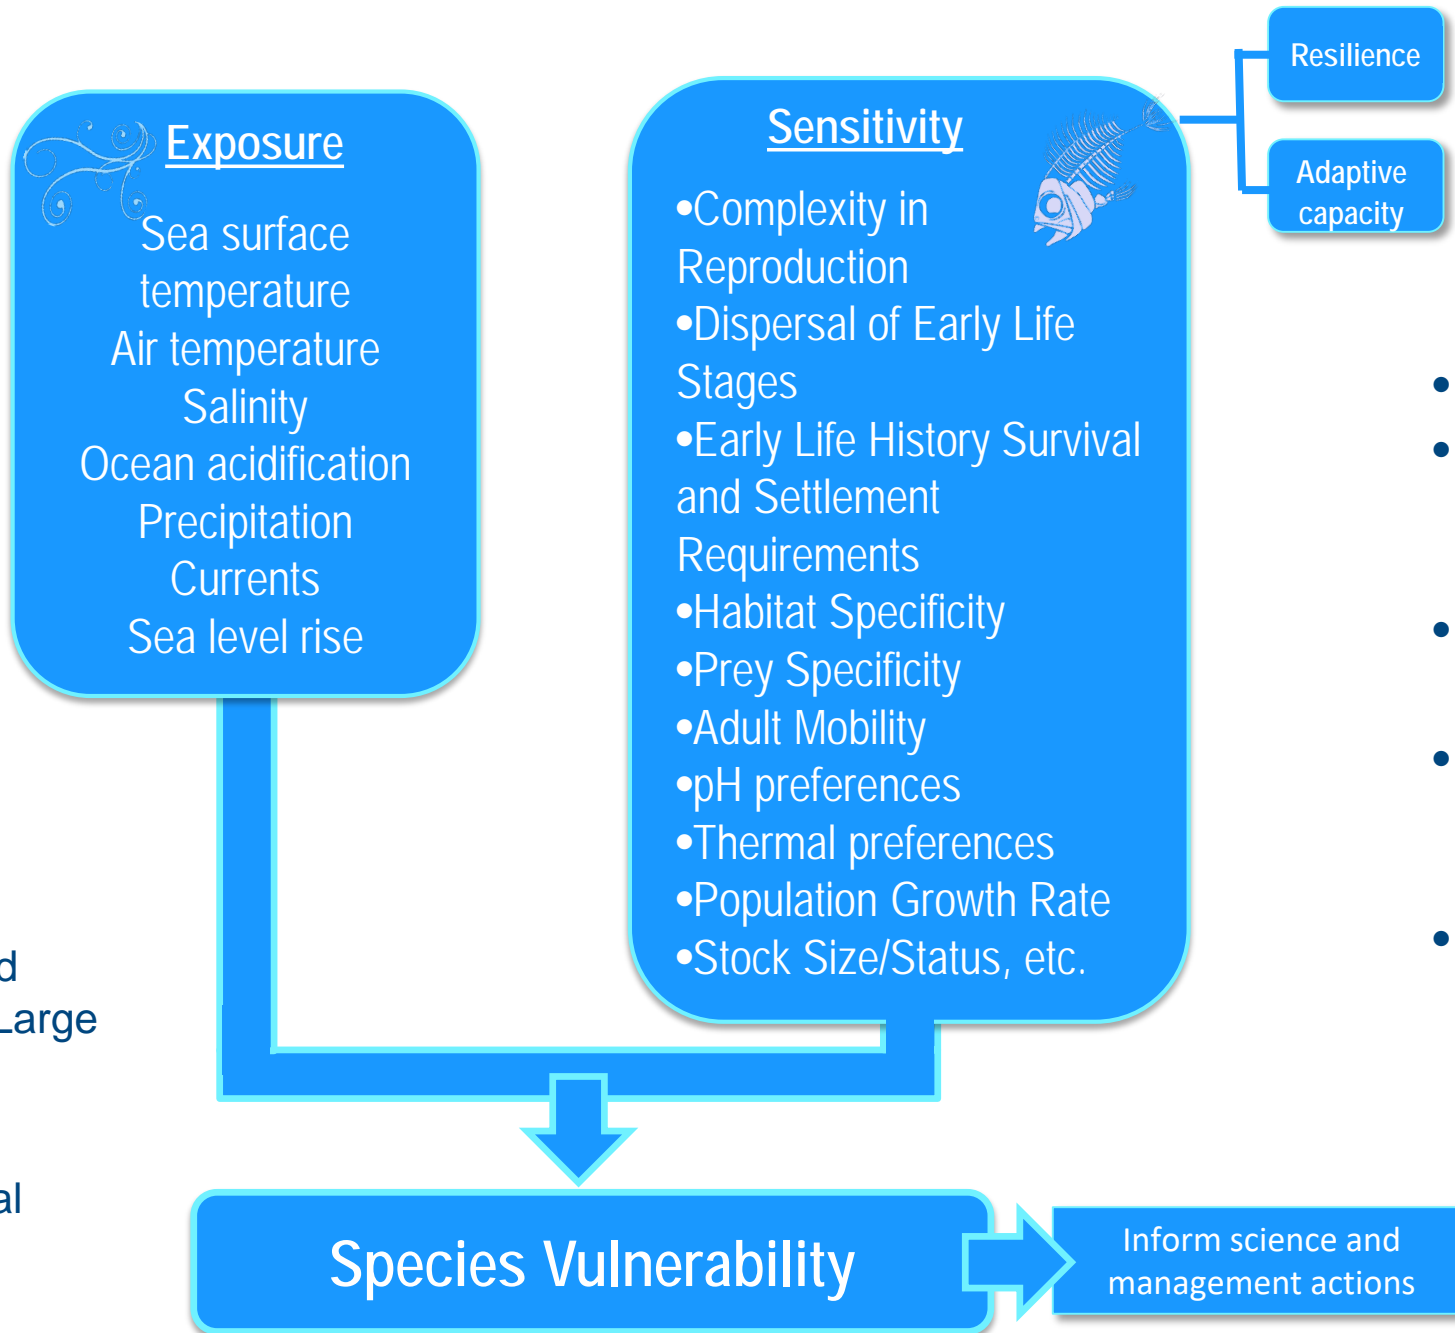 Exposure
Sea surface
temperature
Air temperature
Salinity
Ocean acidification
Precipitation
Currents
Sea level rise
Sensitivity
•Complexity in
Reproduction
•Dispersal of Early Life
Stages
•Early Life History Survival
and Settlement
Requirements
•Habitat Specificity
•Prey Specificity
•Adult Mobility
•pH preferences
•Thermal preferences
•Population Growth Rate
•Stock Size/Status, etc.
Resilience
Adaptive
capacity
•
•
•
•
•
d
Large
al
Species Vulnerability
Inform science and
management actions